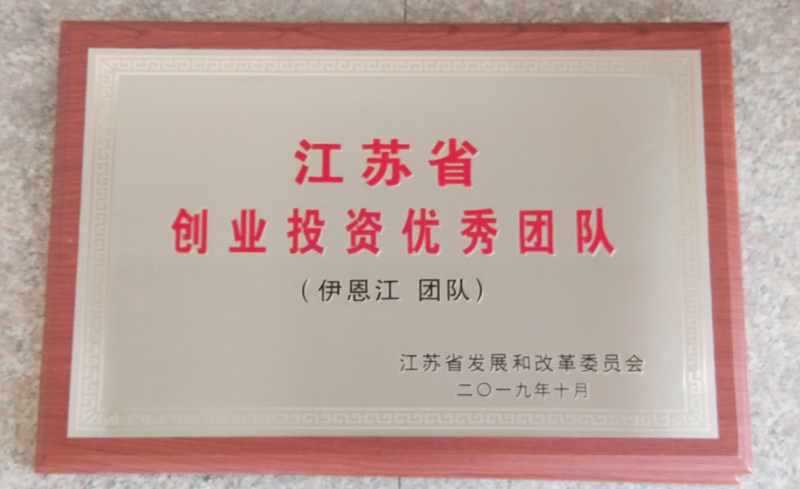 江苏省
创业投资优秀团队
（伊恩江 团队）
江苏省发展和改革委员会
二〇一九年十月